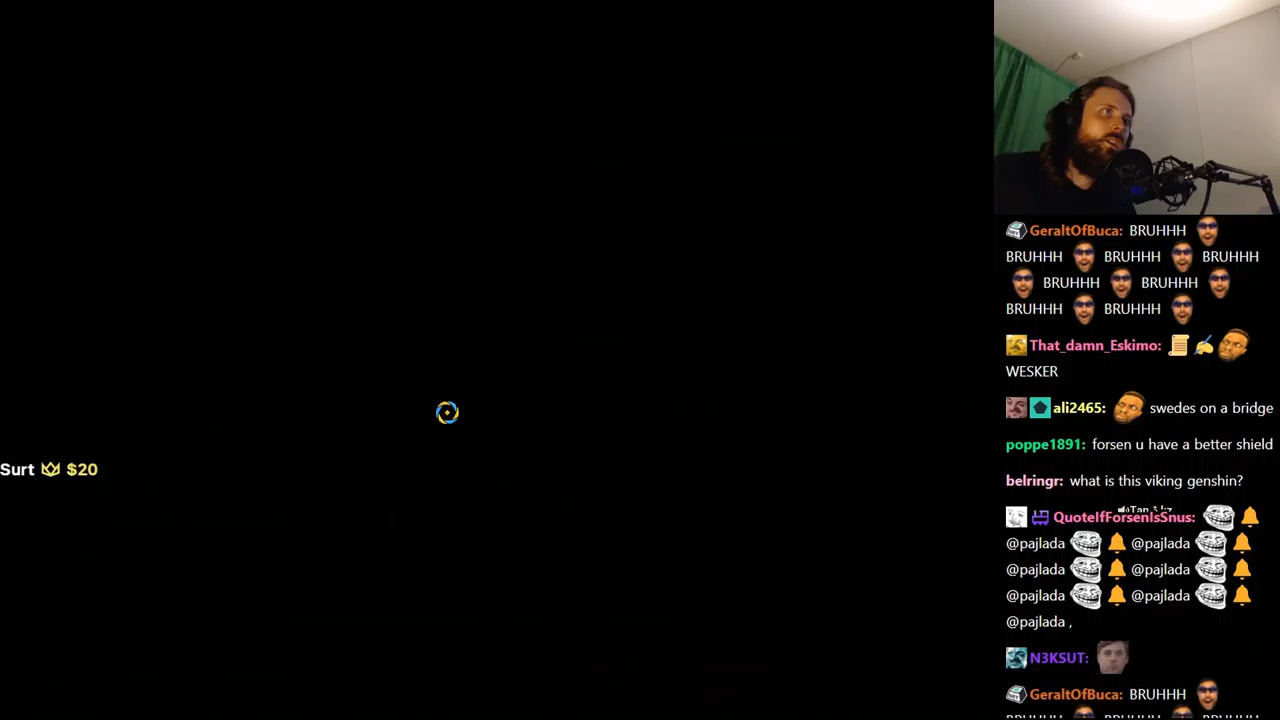 GeraltOfBuca: BRUHHH
BRUHHH BRUHHH BRUHHH
BRUHHH BRUHHH
BRUHHH BRUHHH
That_damn_Eskimo:
WESKER
ali2465: swedes on a bridge
poppe1891: forsen u have a better shield
belringr: what is this viking genshin?
Surt $20
QuoteIfForsenIsSnus:
@pajlada @pajlada
@pajlada @pajlada
@pajlada @pajlada
@pajlada ,
N3KSUT:
GeraltOfBuca: BRUHHH